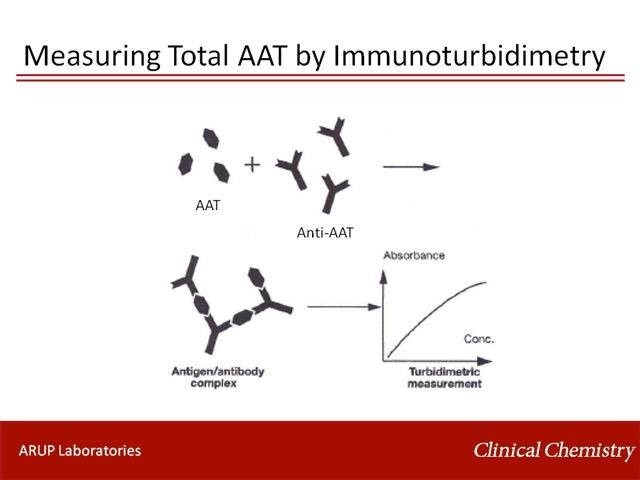 Measuring Total AAT by Immunoturbidimetry
+
AAT
Anti-AAT
Absorbance
Conc.
Antigen/antibody
complex
Turbidimetric
measurement
ARUP Laboratories
Clinical Chemistry